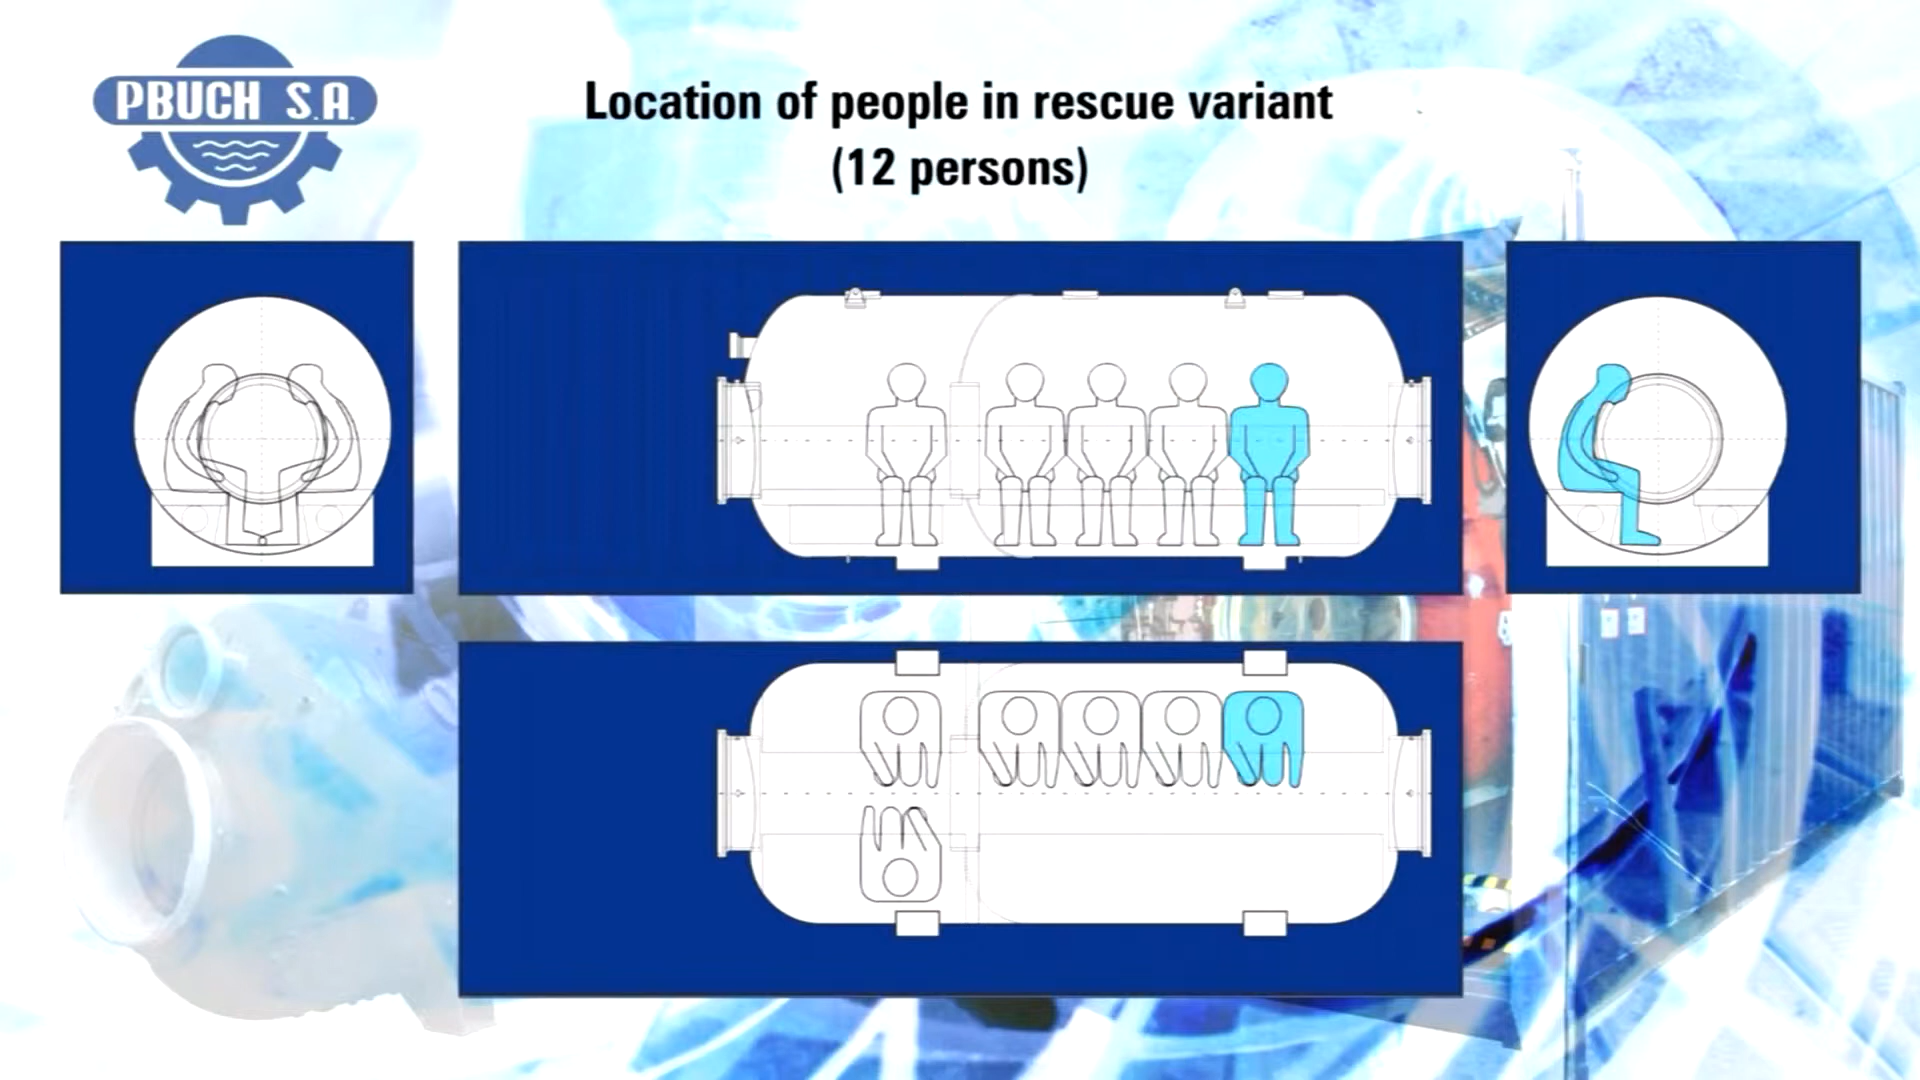 PBUCH S.A.
Location of people in rescue variant
(12 persons)